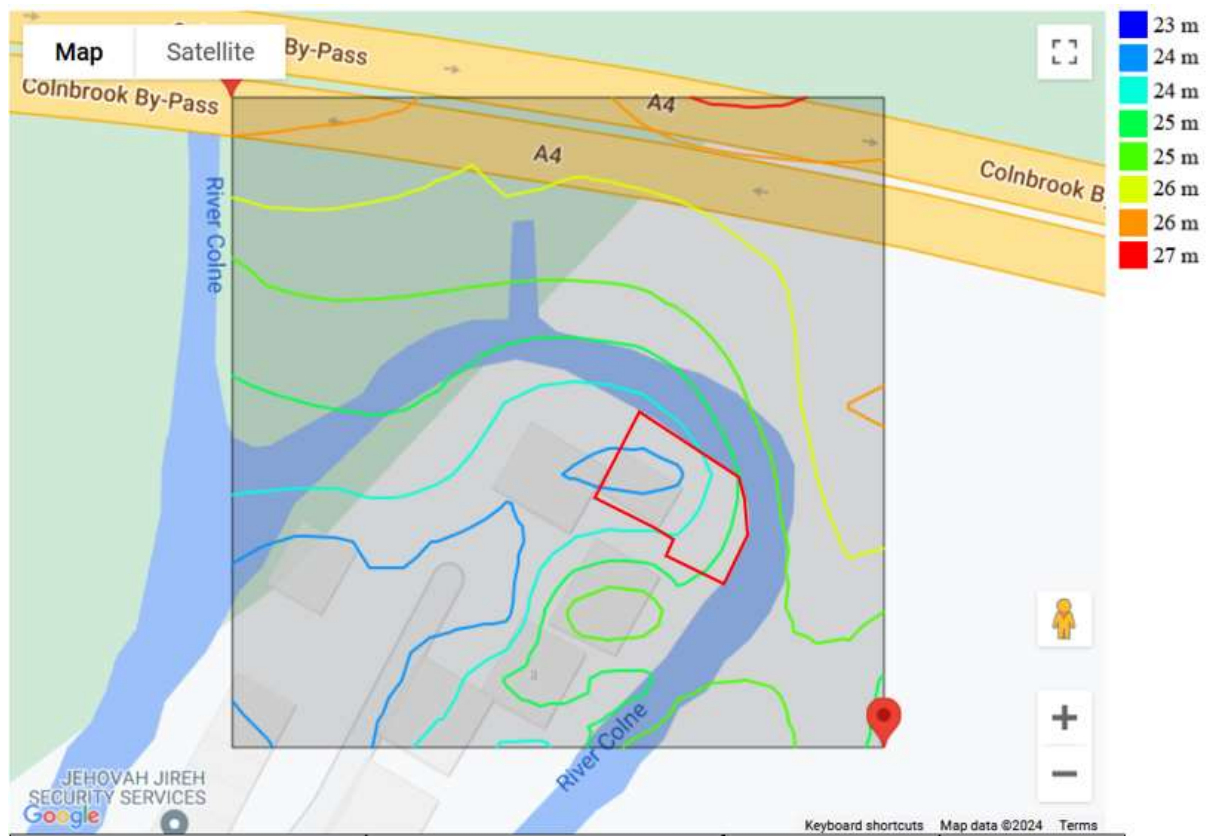 Map
Satellite
By-Pass
Colnbrook By-Pass
A4
A4
Colnbrook By-
River Colne
River Colne
JEHOVAH JIREH
SECURITY SERVICES
Google
Keyboard shortcuts
Map data ©2024
Terms
23 m
24 m
24 m
25 m
25 m
26 m
26 m
27 m